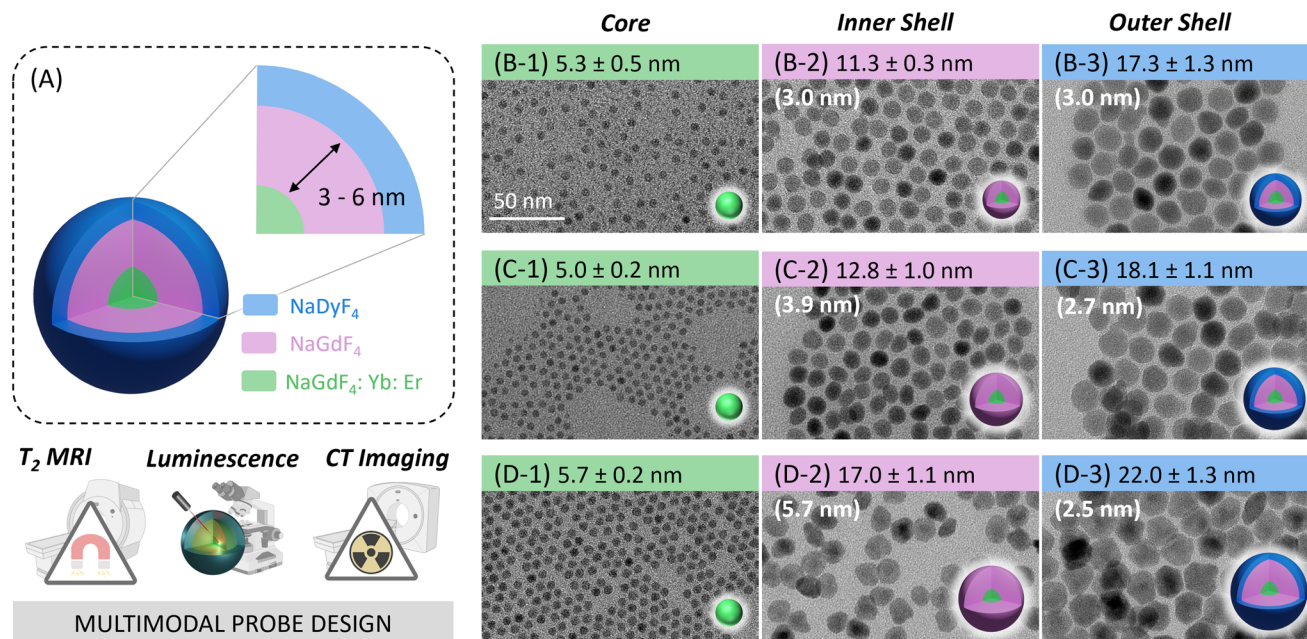 (A)
3 - 6 nm
NaDyF₄
NaGdF₄
NaGdF₄: Yb: Er
T₂ MRI
Luminescence
CT Imaging
MULTIMODAL PROBE DESIGN
Core
Inner Shell
Outer Shell
(B-1) 5.3 ± 0.5 nm
50 nm
(B-2) 11.3 ± 0.3 nm
(3.0 nm)
(B-3) 17.3 ± 1.3 nm
(3.0 nm)
(C-1) 5.0 ± 0.2 nm
(C-2) 12.8 ± 1.0 nm
(3.9 nm)
(C-3) 18.1 ± 1.1 nm
(2.7 nm)
(D-1) 5.7 ± 0.2 nm
(D-2) 17.0 ± 1.1 nm
(5.7 nm)
(D-3) 22.0 ± 1.3 nm
(2.5 nm)